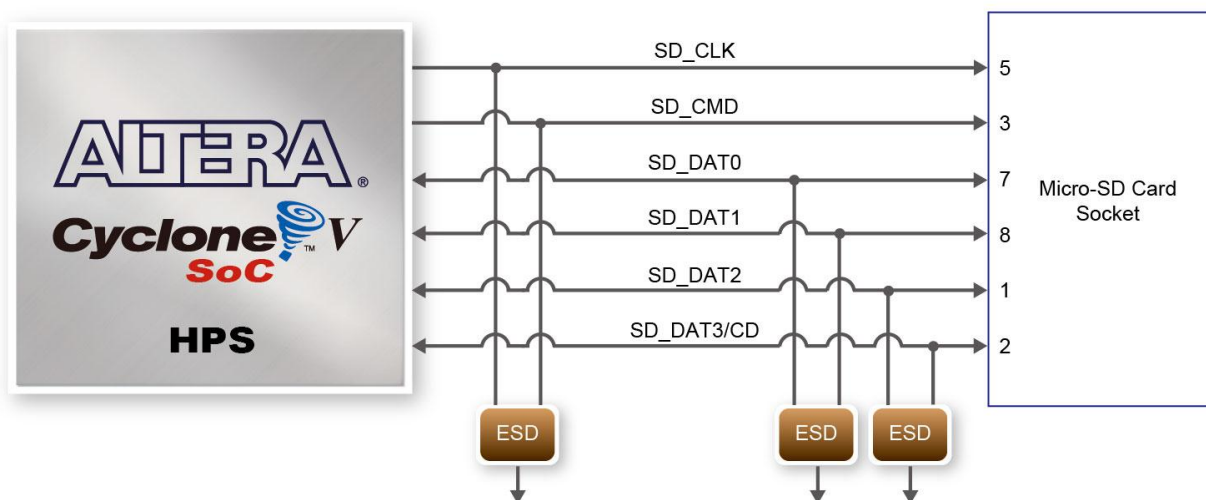 ALTERA®
Cyclone™ V
SoC
HPS
SD_CLK
5
SD_CMD
3
SD_DAT0
7
SD_DAT1
8
SD_DAT2
1
SD_DAT3/CD
2
Micro-SD Card
Socket
ESD
ESD
ESD